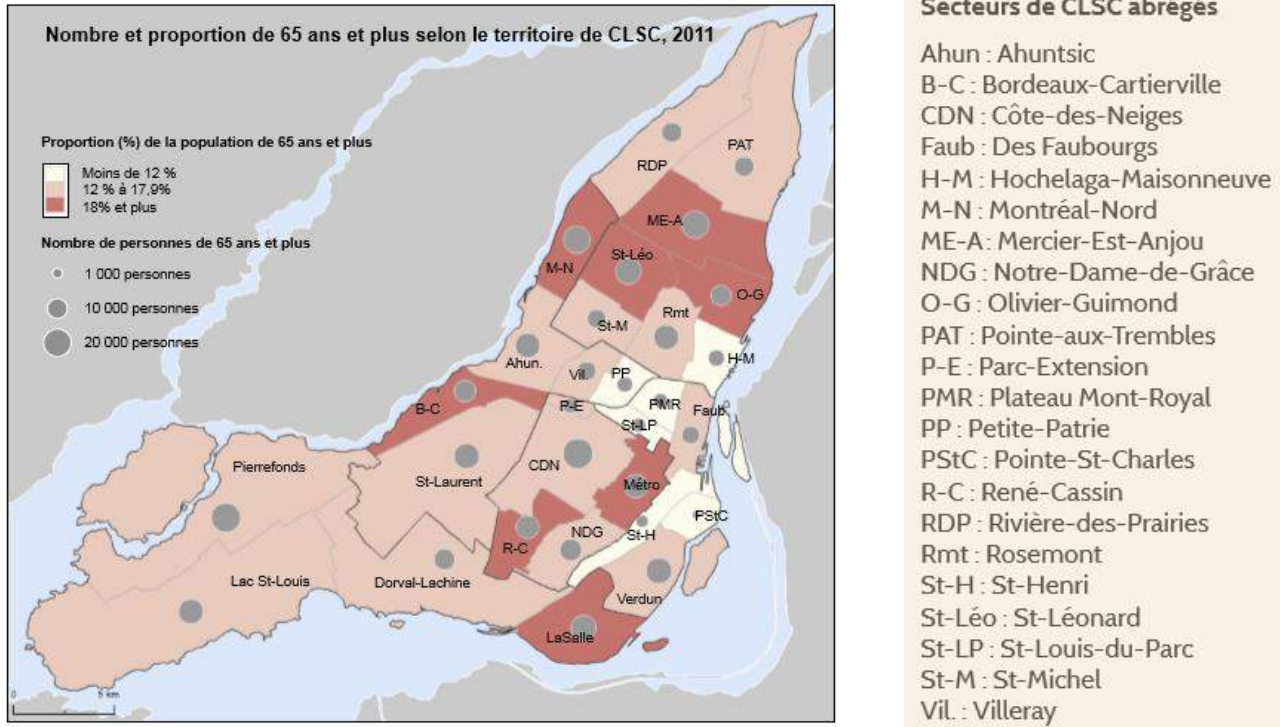 Nombre et proportion de 65 ans et plus selon le territoire de CLSC, 2011
Proportion (%) de la population de 65 ans et plus
Moins de 12 %
12 % à 17,9%
18% et plus
Nombre de personnes de 65 ans et plus
1 000 personnes
10 000 personnes
20 000 personnes
PAT
RDP
ME-A
St-Léo
M-N
O-G
Rmt
St-M
H-M
Ahun.
Vil.
PP
P-E
PMR
Faub
B-C
St-LP
Pierrefonds
CDN
St-Laurent
Métro
PStC
NDG
St-H
R-C
Lac St-Louis
Dorval-Lachine
Verdun
LaSalle
0 5 km
Secteurs de CLSC abrégés
Ahun : Ahuntsic
B-C : Bordeaux-Cartierville
CDN : Côte-des-Neiges
Faub : Des Faubourgs
H-M : Hochelaga-Maisonneuve
M-N : Montréal-Nord
ME-A : Mercier-Est-Anjou
NDG : Notre-Dame-de-Grâce
O-G : Olivier-Guimond
PAT : Pointe-aux-Trembles
P-E : Parc-Extension
PMR : Plateau Mont-Royal
PP : Petite-Patrie
PStC : Pointe-St-Charles
R-C : René-Cassin
RDP : Rivière-des-Prairies
Rmt : Rosemont
St-H : St-Henri
St-Léo : St-Léonard
St-LP : St-Louis-du-Parc
St-M : St-Michel
Vil. : Villeray